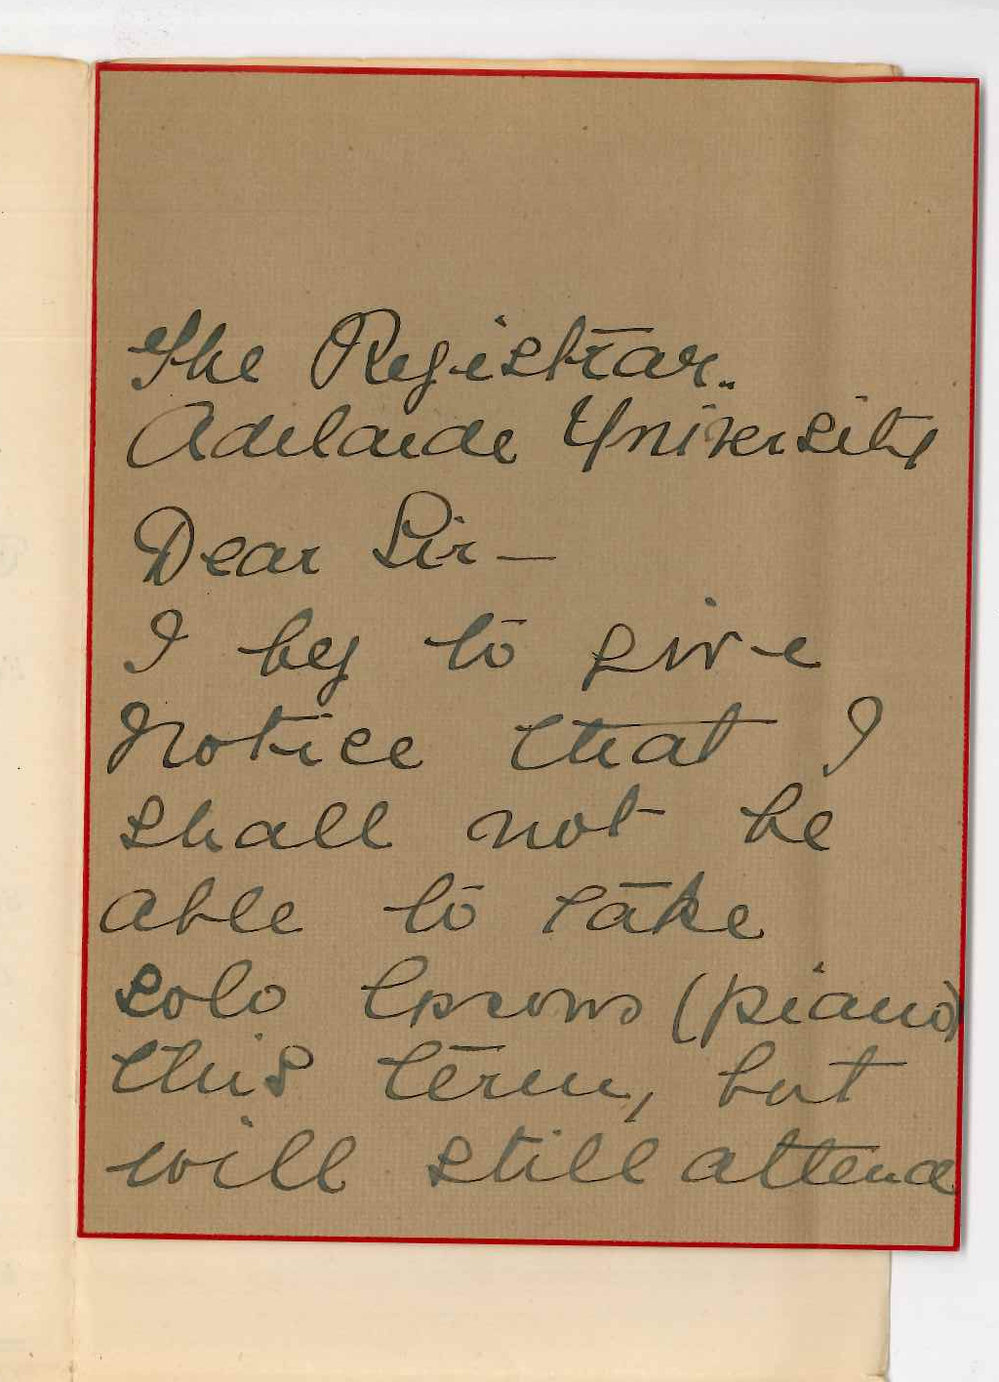 The Registrar..
Adelaide University
Dear Sir —
I beg to give
notice that I
shall not be
able to take
solo lessons (piano)
this term, but
will still attend